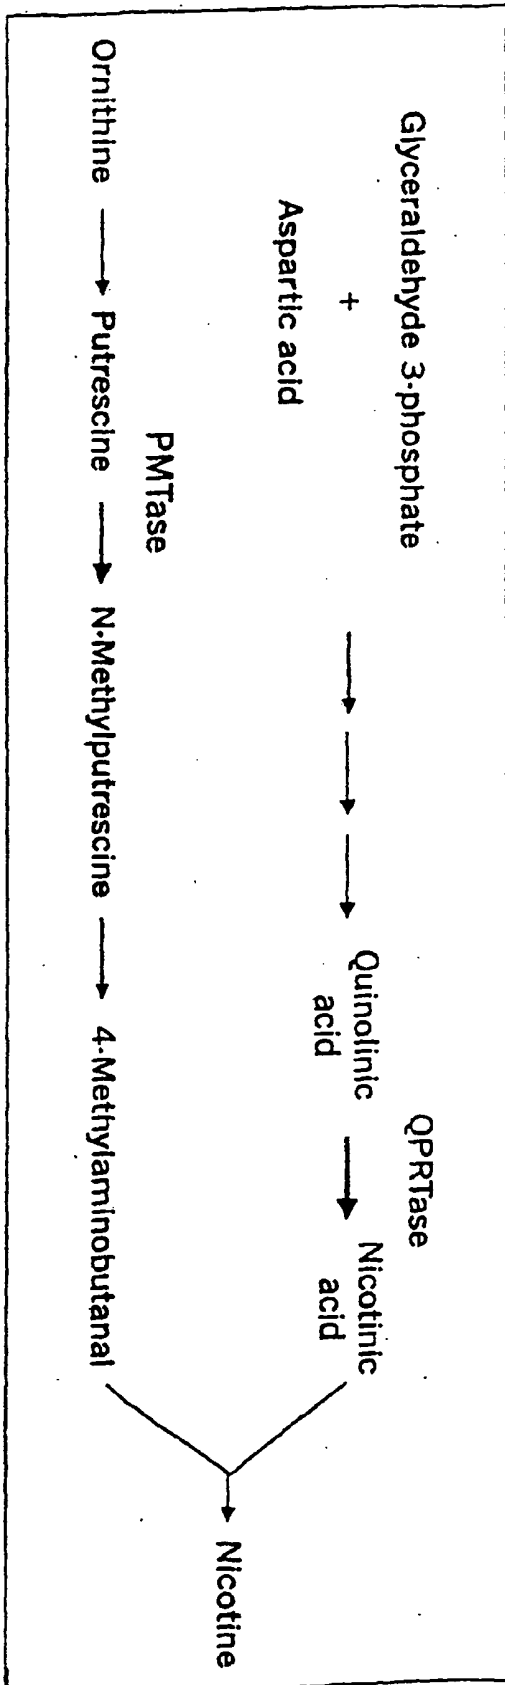 Glyceraldehyde 3-phosphate
+
Aspartic acid
Quinolinic
acid
QPRTase
Nicotinic
acid
Nicotine
Ornithine
Putrescine
PMTase
N-Methylputrescine
4-Methylaminobutanal